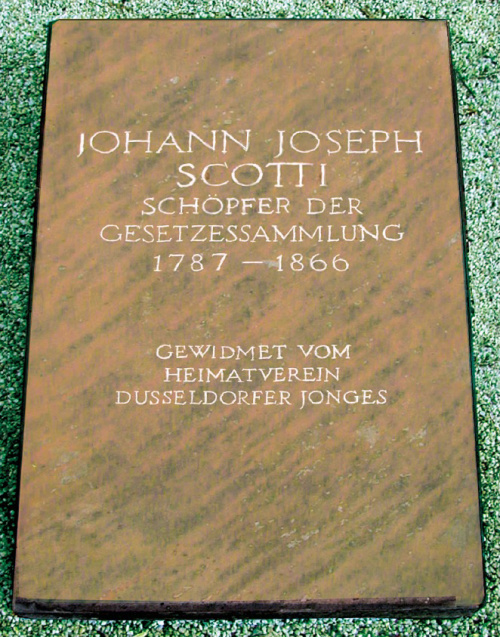 JOHANN JOSEPH
SCOTTI
SCHÖPFER DER
GESETZESSAMMLUNG
1787 – 1866
GEWIDMET VOM
HEIMATVEREIN
DUSSELDORFER JONGES